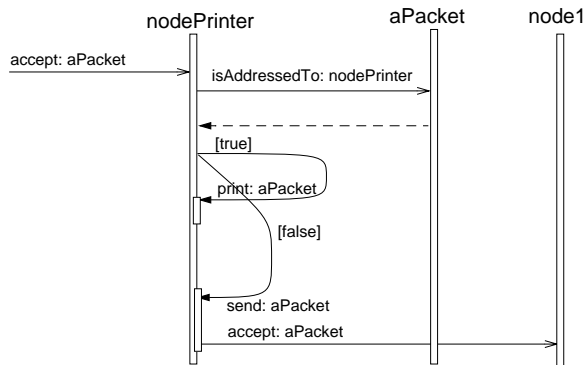 nodePrinter
aPacket
node1
accept: aPacket
isAddressedTo: nodePrinter
[true]
print: aPacket
[false]
send: aPacket
accept: aPacket